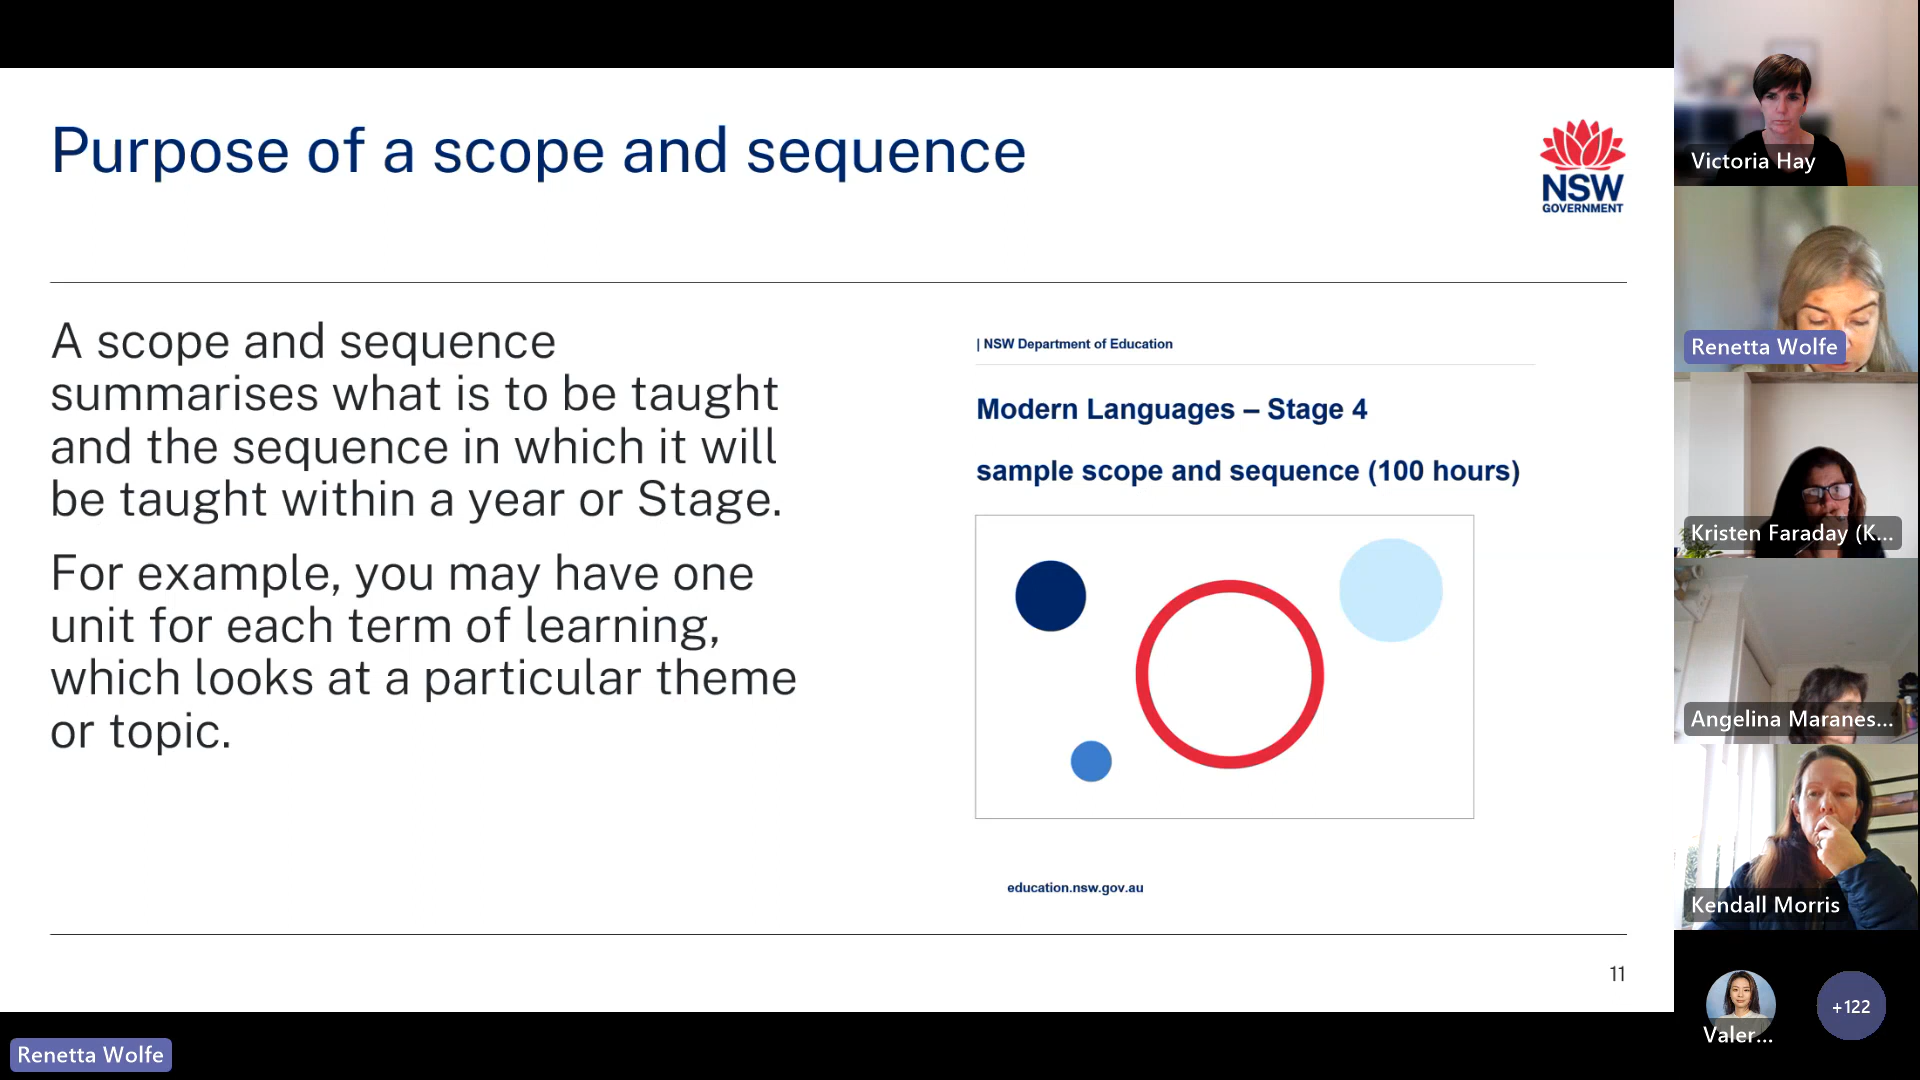 Purpose of a scope and sequence
NSW
GOVERNMENT
A scope and sequence
summarises what is to be taught
and the sequence in which it will
be taught within a year or Stage.
For example, you may have one
unit for each term of learning,
which looks at a particular theme
or topic.
| NSW Department of Education
Modern Languages – Stage 4
sample scope and sequence (100 hours)
education.nsw.gov.au
11
Renetta Wolfe
Victoria Hay
Renetta Wolfe
Kristen Faraday (K...
Angelina Maranes...
Kendall Morris
Valer...
+122